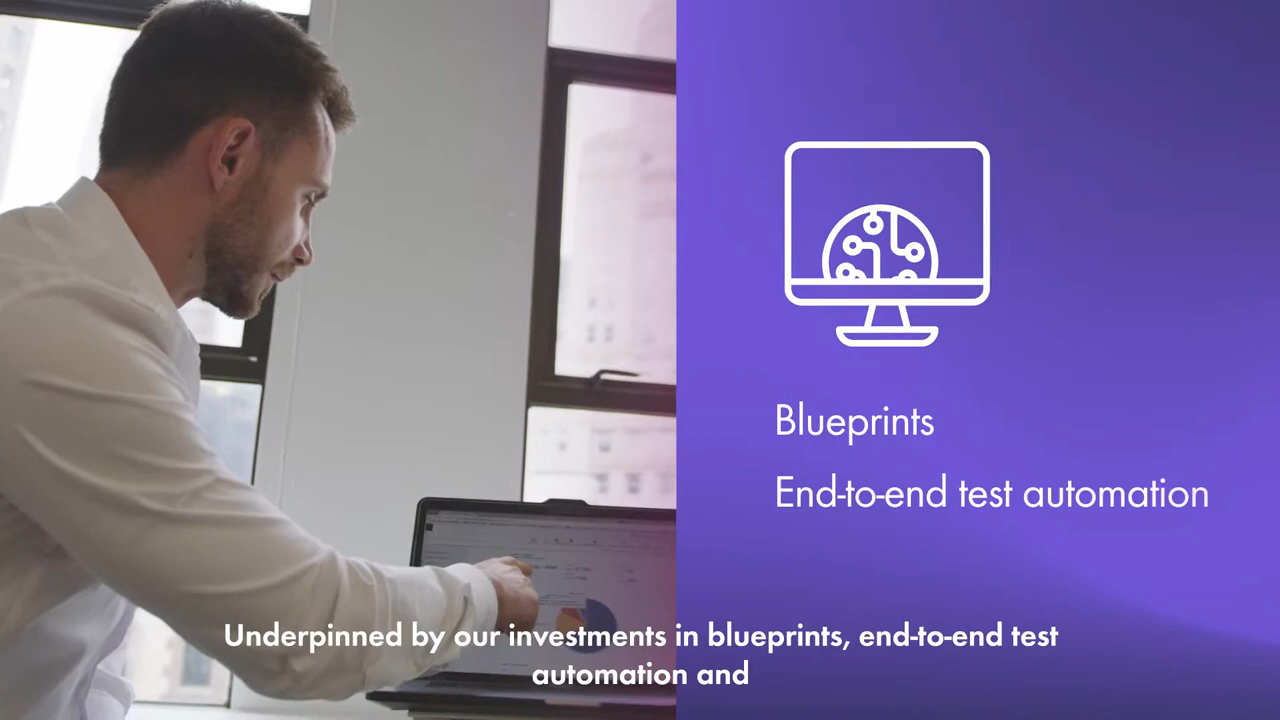 Blueprints
End-to-end test automation
Underpinned by our investments in blueprints, end-to-end test
automation and